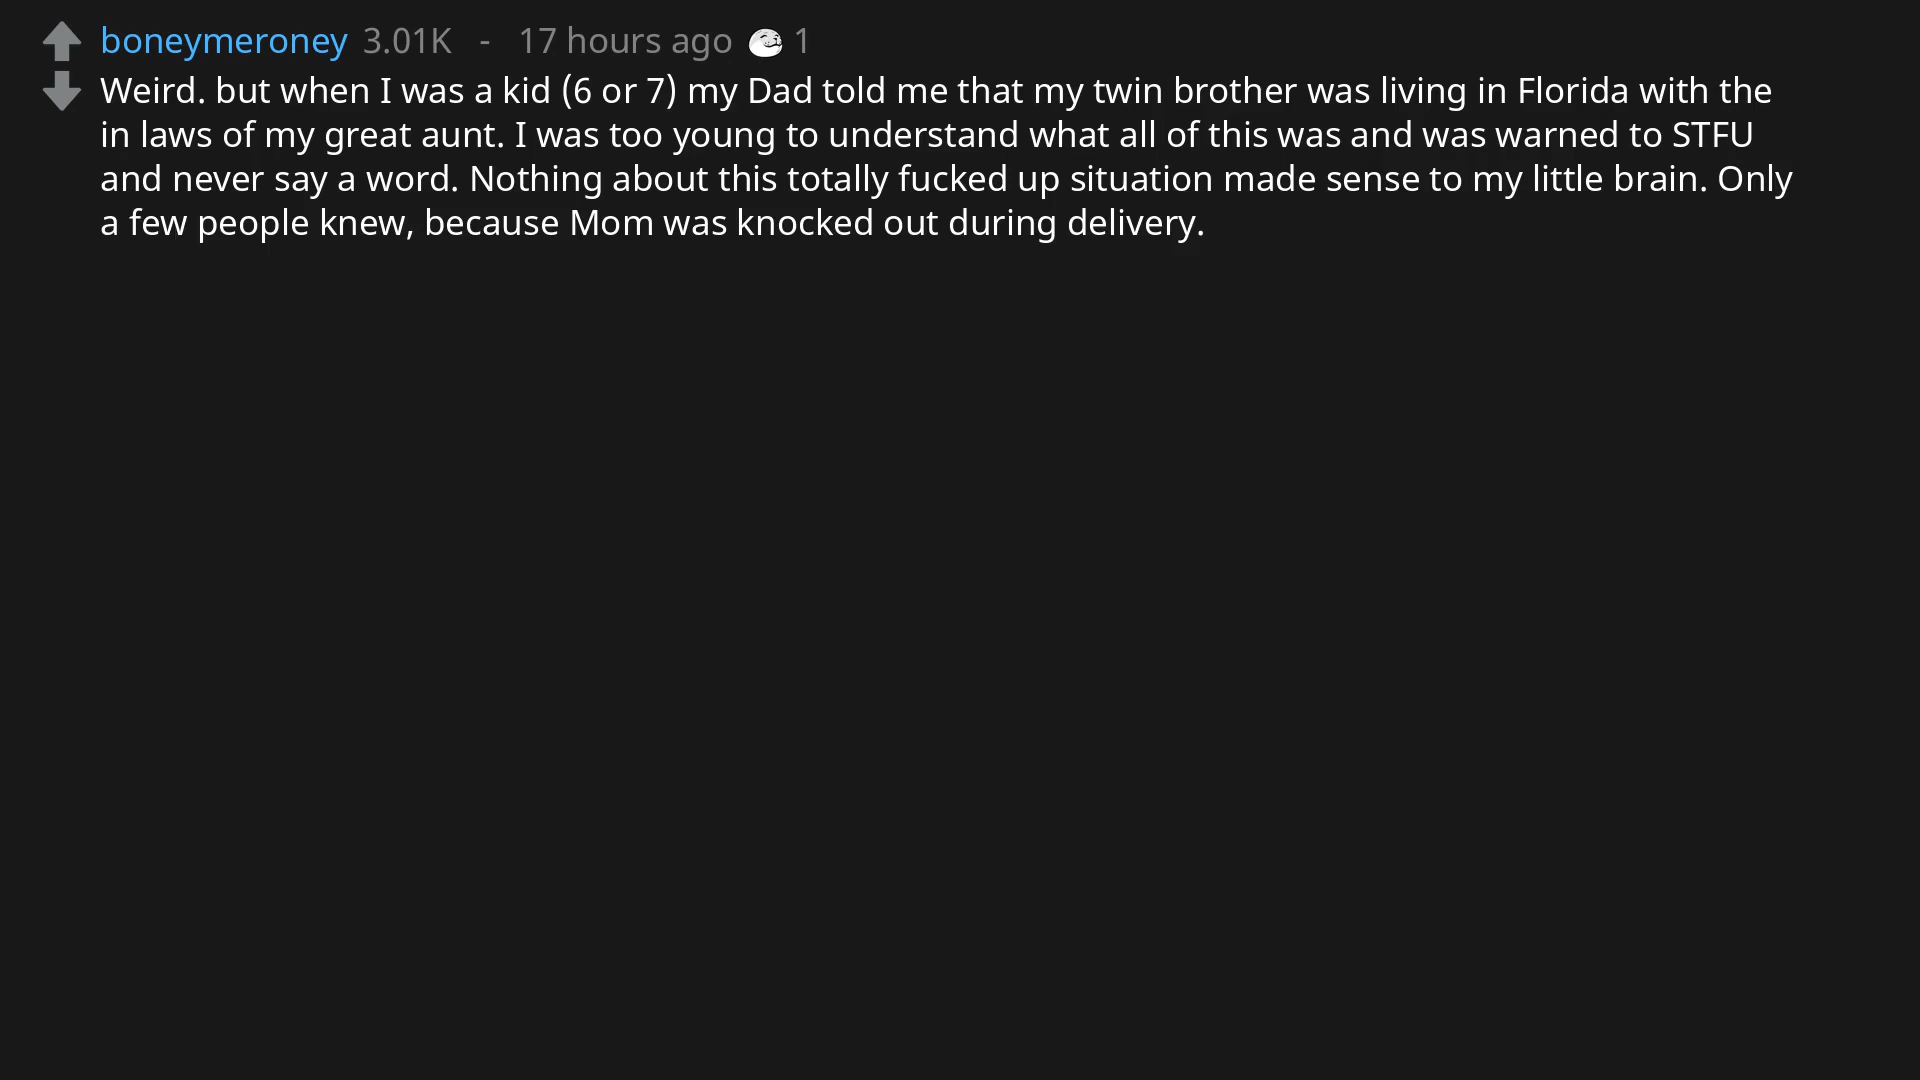 boneymeroney 3.01K - 17 hours ago 1
Weird. but when I was a kid (6 or 7) my Dad told me that my twin brother was living in Florida with the
in laws of my great aunt. I was too young to understand what all of this was and was warned to STFU
and never say a word. Nothing about this totally fucked up situation made sense to my little brain. Only
a few people knew, because Mom was knocked out during delivery.